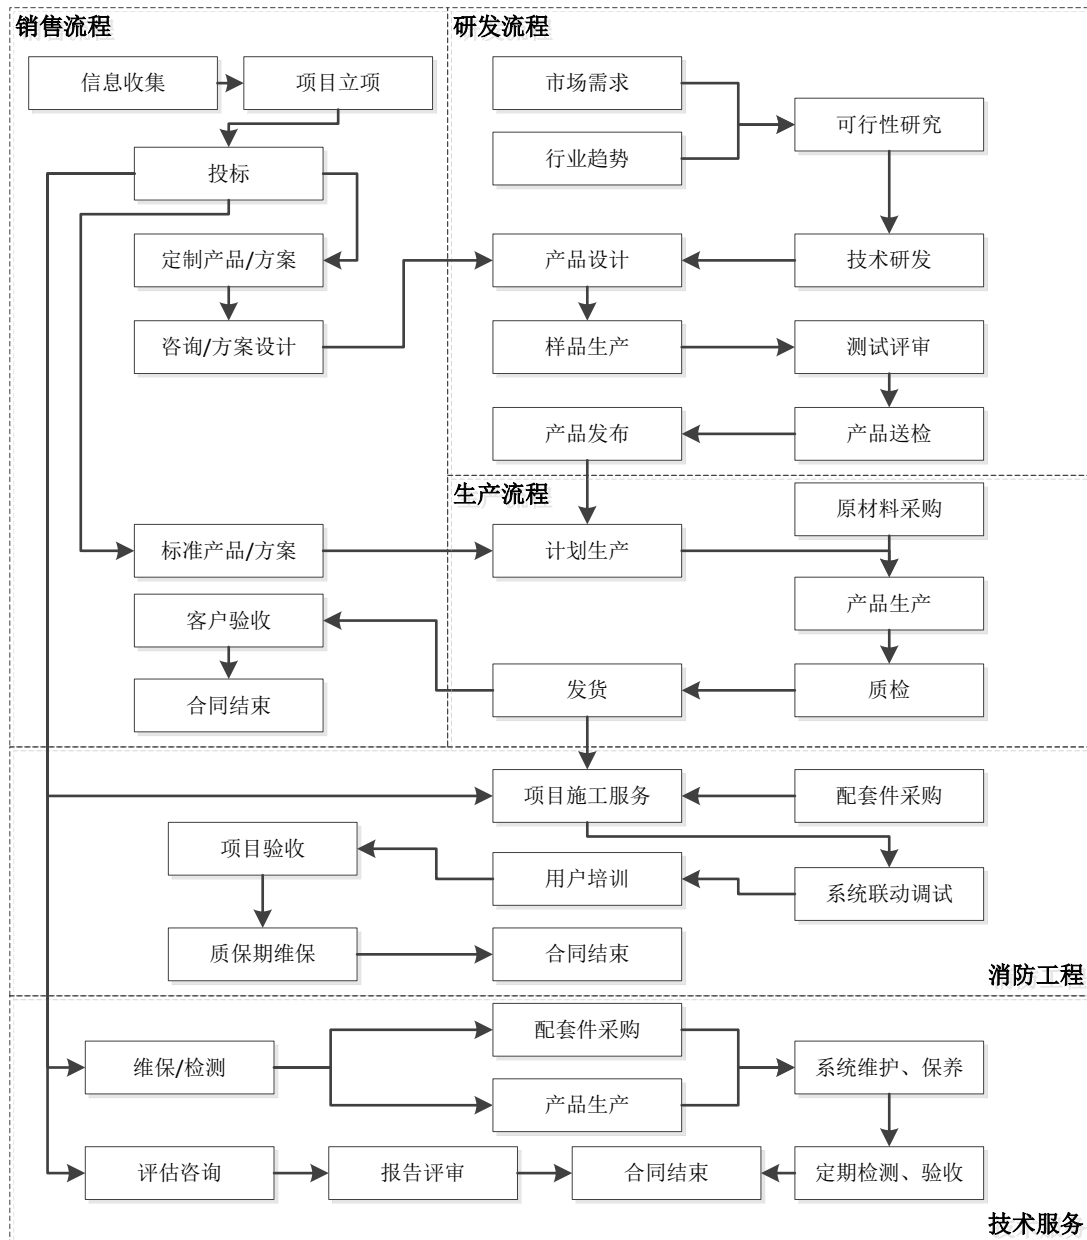 销售流程
研发流程
信息收集
项目立项
市场需求
可行性研究
行业趋势
投标
定制产品/方案
产品设计
技术研发
咨询/方案设计
样品生产
测试评审
产品发布
产品送检
生产流程
原材料采购
标准产品/方案
计划生产
产品生产
客户验收
合同结束
发货
质检
项目施工服务
配套件采购
项目验收
用户培训
系统联动调试
质保期维保
合同结束
消防工程
配套件采购
维保/检测
系统维护、保养
产品生产
评估咨询
报告评审
合同结束
定期检测、验收
技术服务